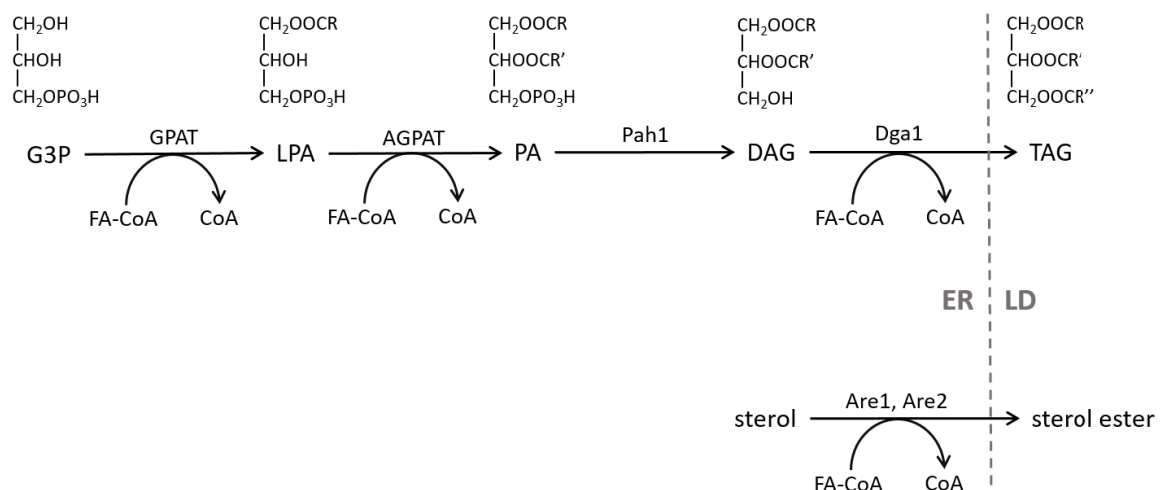 CH₂OH
CHOH
CH₂OPO₃H
CH₂OOCR
CHOH
CH₂OPO₃H
CH₂OOCR
CHOOCR’
CH₂OPO₃H
CH₂OOCR
CHOOCR’
CH₂OH
CH₂OOCR
CHOOCR’
CH₂OOCR’’
G3P GPAT LPA AGPAT PA Pah1 DAG Dga1 TAG
FA-CoA CoA FA-CoA CoA FA-CoA CoA
ER LD
sterol Are1, Are2 sterol ester
FA-CoA CoA